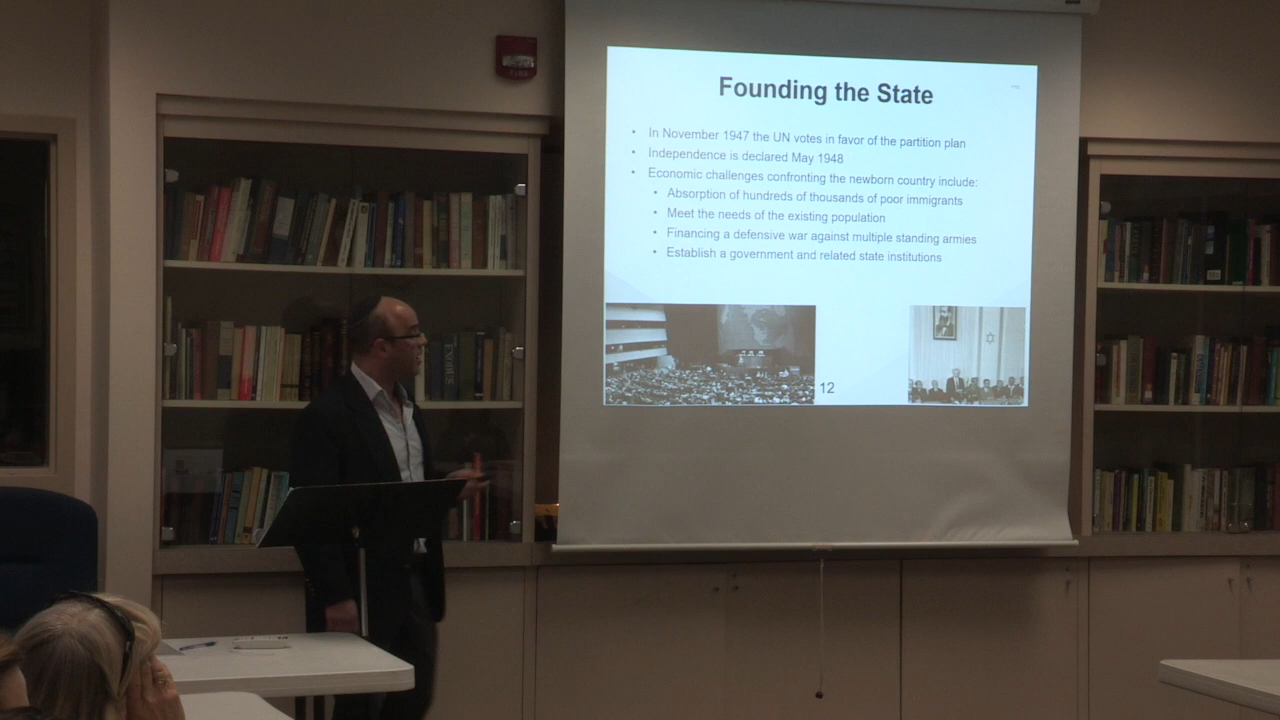 Founding the State
• In November 1947 the UN votes in favor of the partition plan
• Independence is declared May 1948
• Economic challenges confronting the newborn country include:
• Absorption of hundreds of thousands of poor immigrants
• Meet the needs of the existing population
• Financing a defensive war against multiple standing armies
• Establish a government and related state institutions
12
FIRE